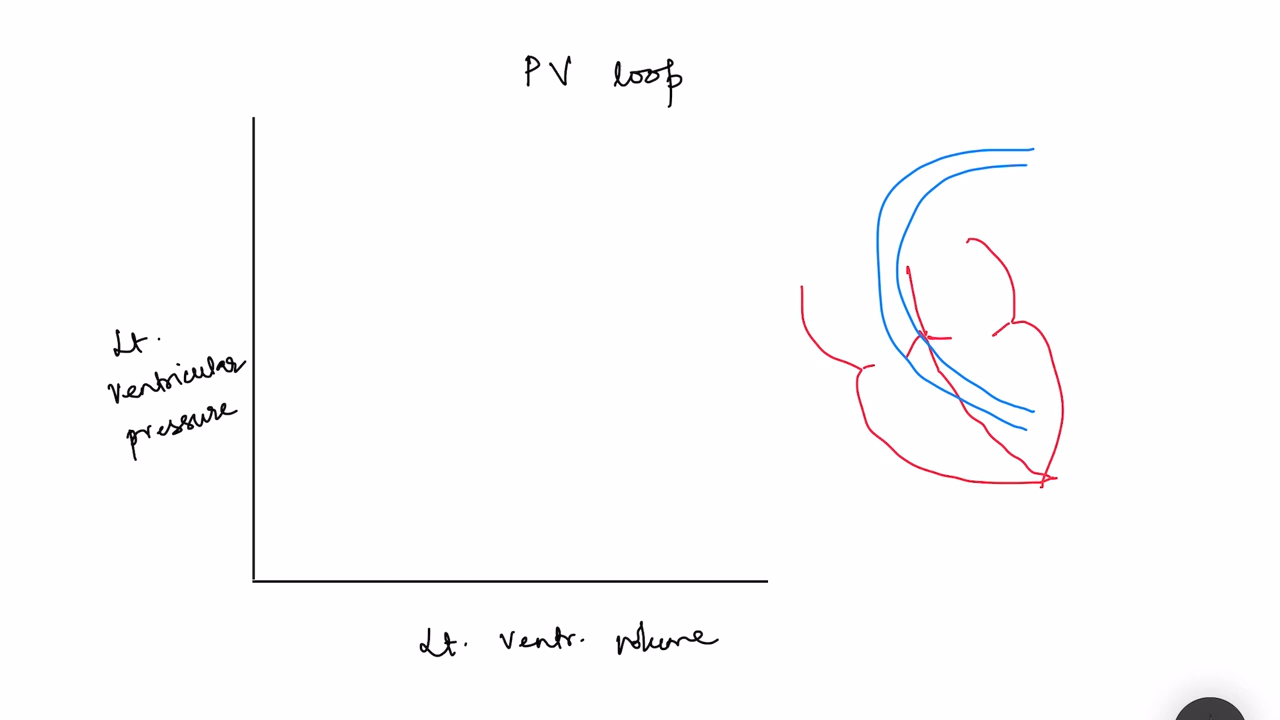 PV loop
Lt.
ventricular
pressure
Lt. ventr. volume